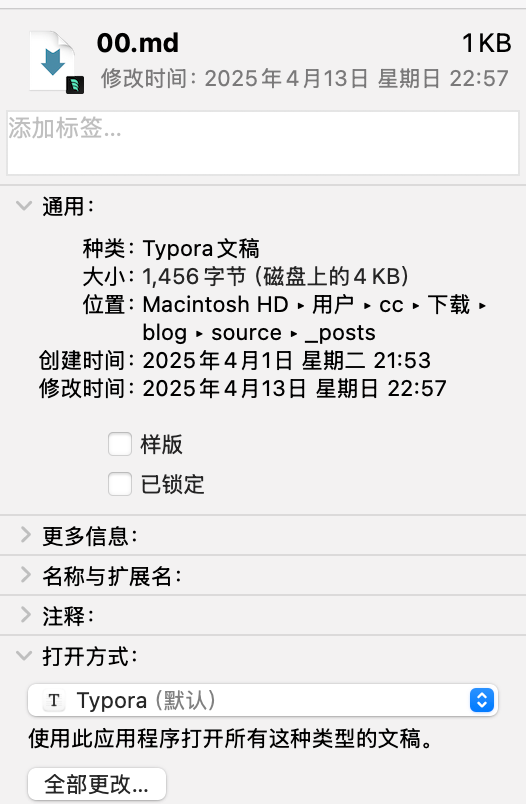 00.md 1KB
修改时间：2025年4月13日 星期日 22:57
添加标签...
通用：
种类：Typora文稿
大小：1,456字节（磁盘上的4 KB）
位置：Macintosh HD ▸ 用户 ▸ cc ▸ 下载 ▸
blog ▸ source ▸ _posts
创建时间：2025年4月1日 星期二 21:53
修改时间：2025年4月13日 星期日 22:57
样版
已锁定
更多信息：
名称与扩展名：
注释：
打开方式：
T Typora（默认）
使用此应用程序打开所有这种类型的文稿。
全部更改...